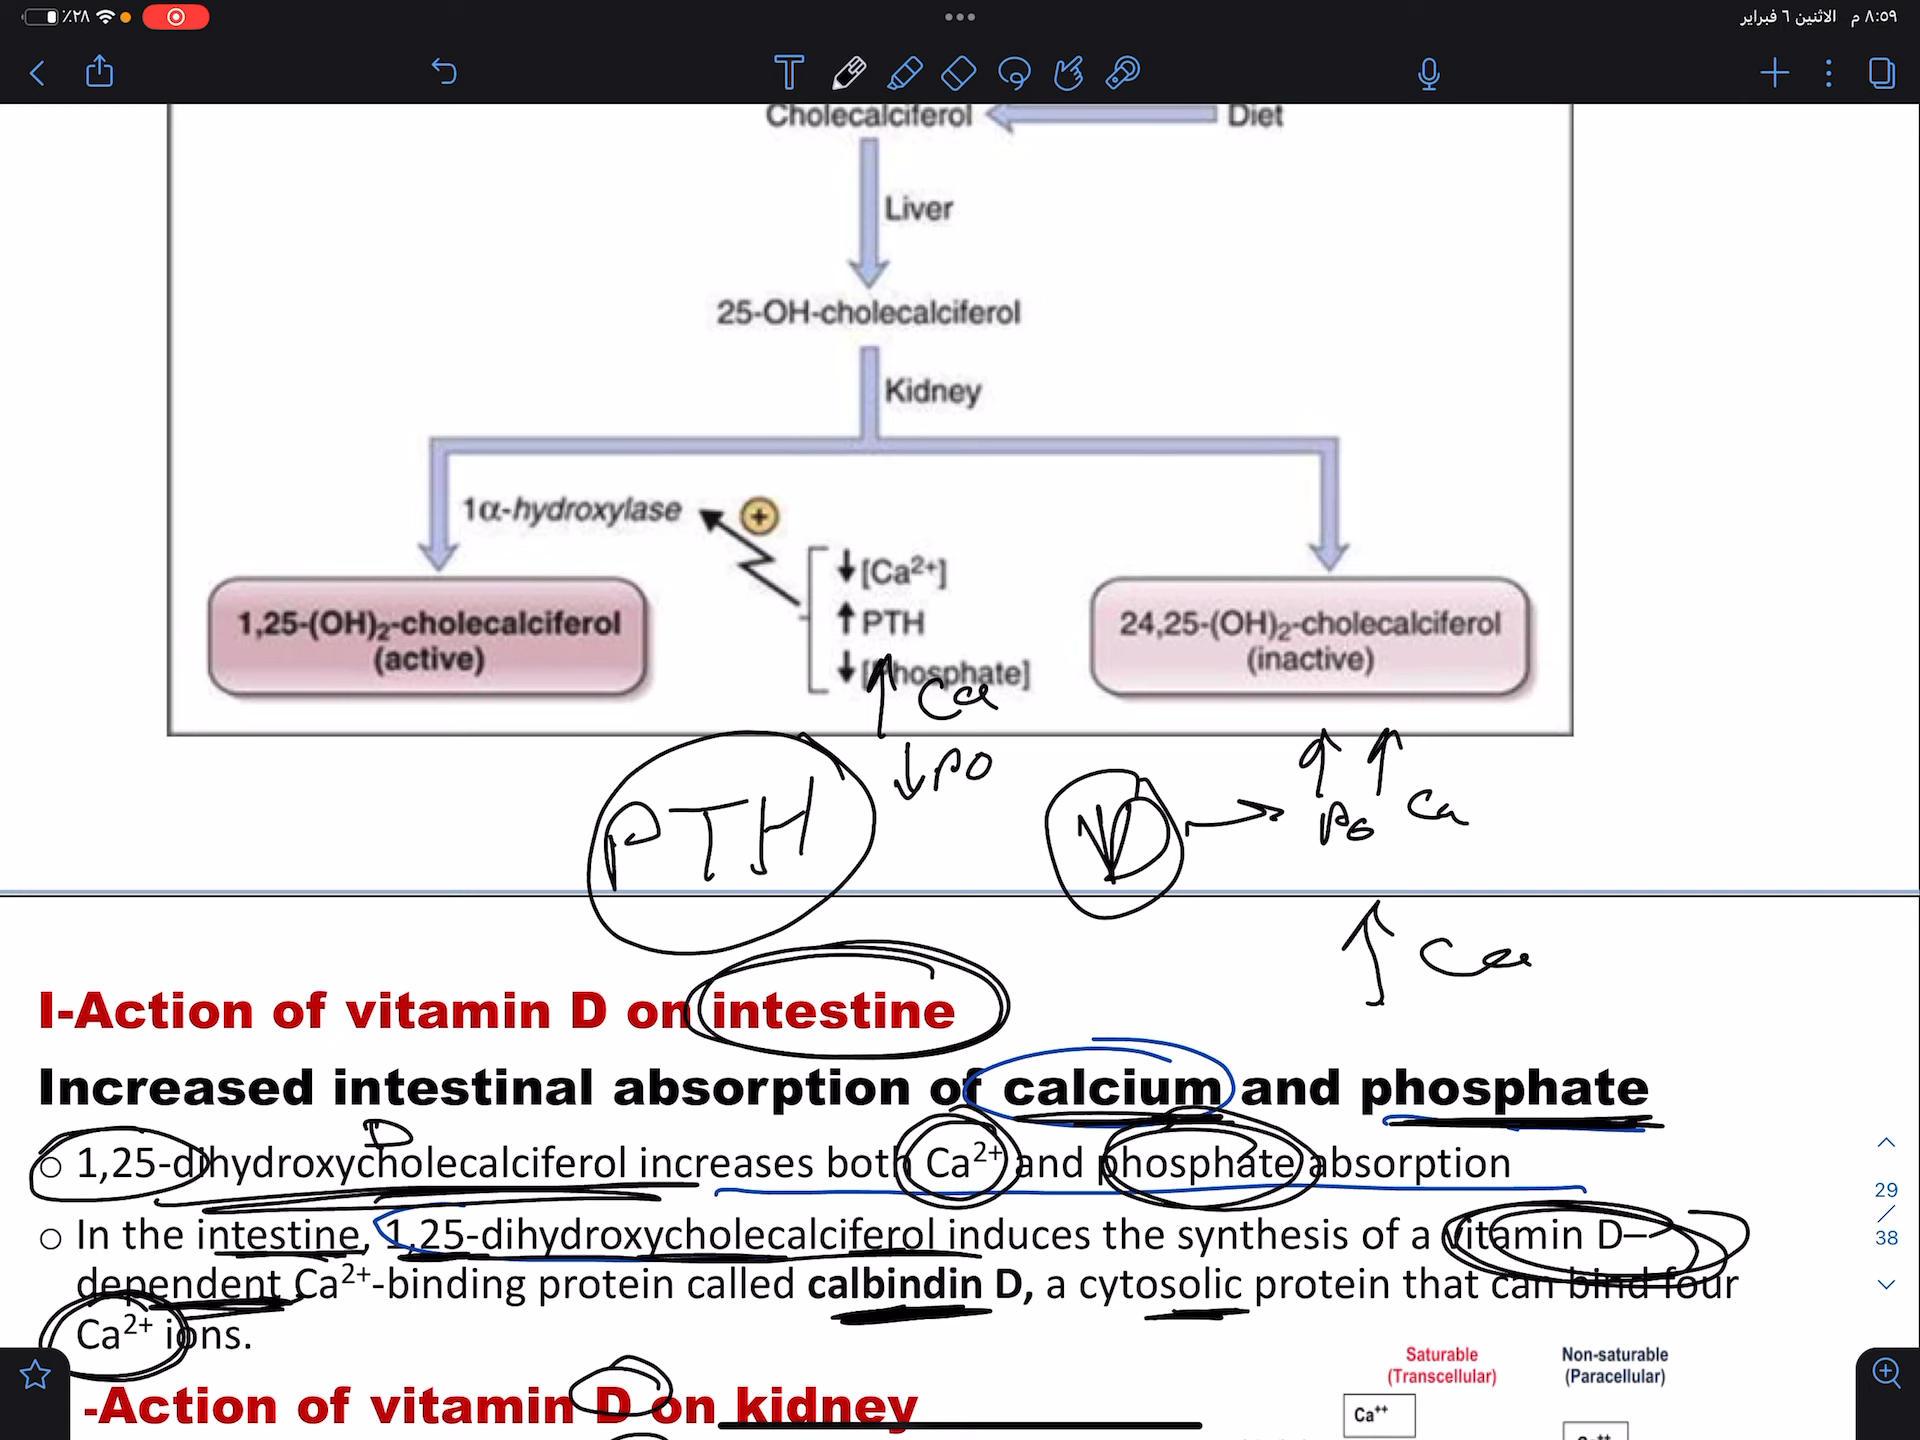 ٪٢٨
٨:٥٩ م الاثنين ٦ فبراير
Cholecalciferol Diet
Liver
25-OH-cholecalciferol
Kidney
1α-hydroxylase +
↓[Ca²⁺]
↑PTH
↓[Phosphate]
1,25-(OH)₂-cholecalciferol
(active)
24,25-(OH)₂-cholecalciferol
(inactive)
↑ Ca
↓ PO
PTH
D → ↑ ↑
Po Ca
↑ Ca
I-Action of vitamin D on intestine
Increased intestinal absorption of calcium and phosphate
D
○ 1,25-dihydroxycholecalciferol increases both Ca²⁺ and phosphate absorption
○ In the intestine, 1,25-dihydroxycholecalciferol induces the synthesis of a vitamin D–
dependent Ca²⁺-binding protein called calbindin D, a cytosolic protein that can bind four
Ca²⁺ ions.
29
/
38
-Action of vitamin D on kidney
Saturable
(Transcellular)
Non-saturable
(Paracellular)
Ca⁺⁺